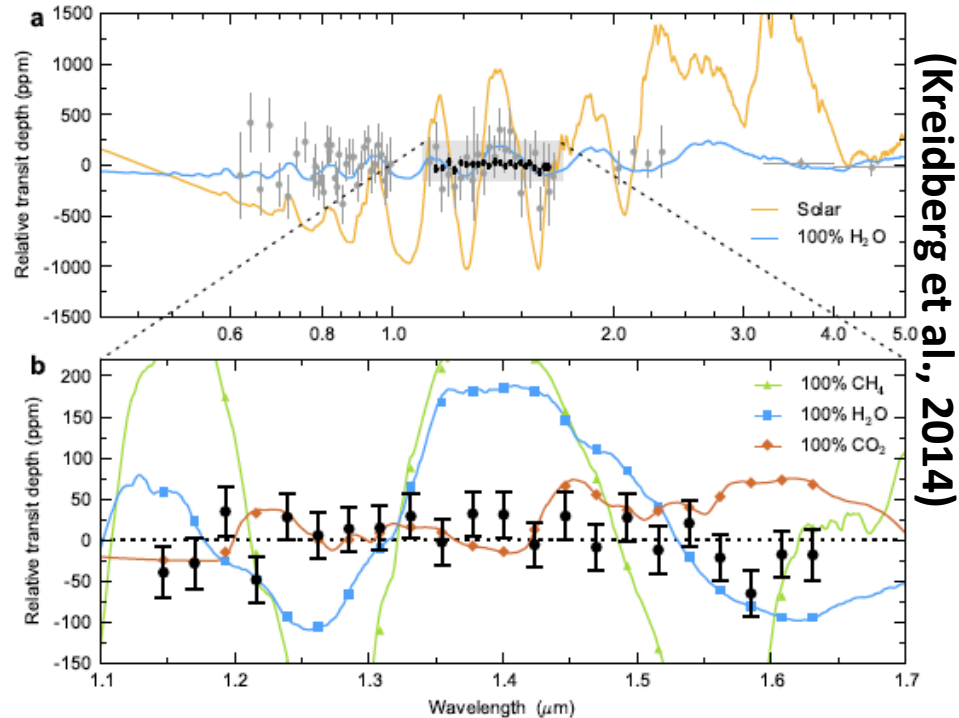 a
1500
1000
500
0
-500
-1000
-1500
Relative transit depth (ppm)
Solar
100% H₂O
0.6 0.8 1.0 2.0 3.0 4.0 5.0
b
200
150
100
50
0
-50
-100
-150
Relative transit depth (ppm)
100% CH₄
100% H₂O
100% CO₂
1.1 1.2 1.3 1.4 1.5 1.6 1.7
Wavelength (μm)
(Kreidberg et al., 2014)